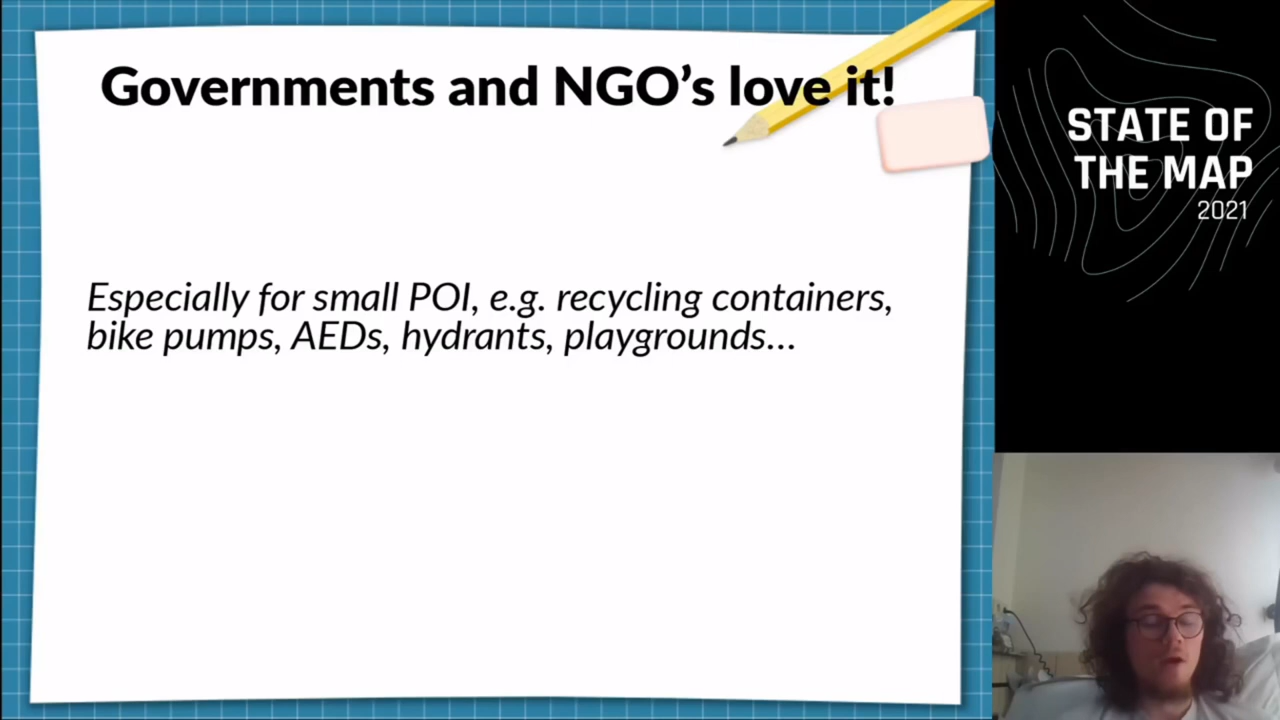 Governments and NGO’s love it!
Especially for small POI, e.g. recycling containers,
bike pumps, AEDs, hydrants, playgrounds...
STATE OF
THE MAP
2021